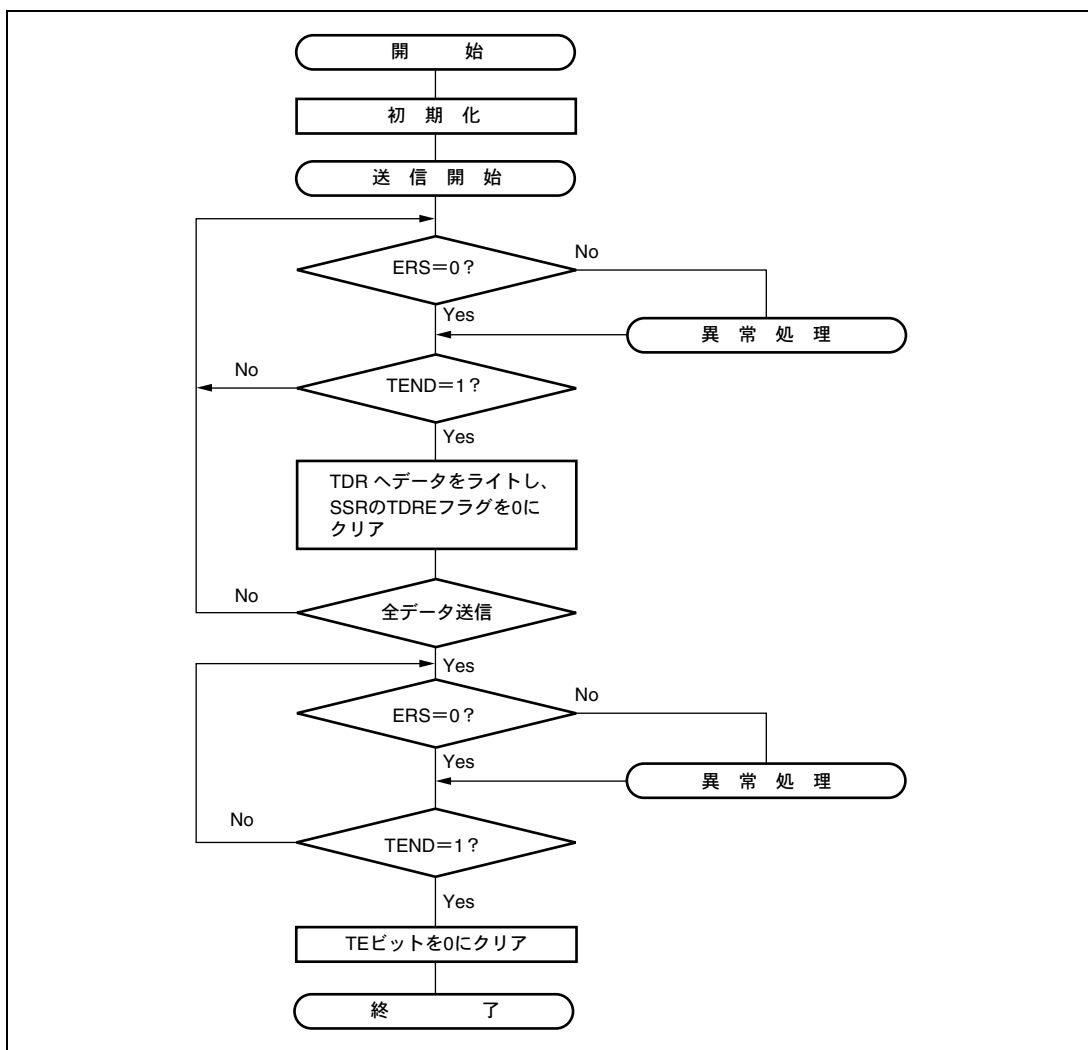 開始
初期化
送信開始
ERS＝0？
No
Yes
異常処理
No
TEND＝1？
Yes
TDR へデータをライトし、
SSRのTDREフラグを0に
クリア
No
全データ送信
Yes
No
ERS＝0？
Yes
異常処理
No
TEND＝1？
Yes
TEビットを0にクリア
終了